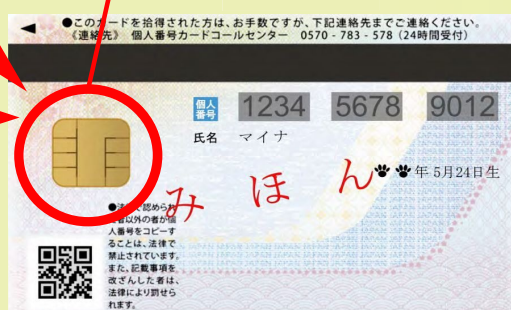 ●このカードを拾得された方は、お手数ですが、下記連絡先までご連絡ください。
《連絡先》 個人番号カードコールセンター 0570-783-578(24時間受付)
個人番号 1234 5678 9012
氏名 マイナ
年 5月24日生
みほん
●法律で認められ
た者以外の者が個
人番号をコピーす
ることは、法律で
禁止されています。
また、記載事項を
改ざんした者は、
法律により罰せら
れます。